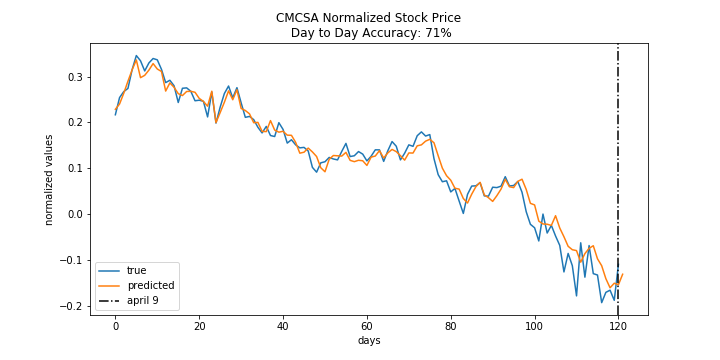 CMCSA Normalized Stock Price
Day to Day Accuracy: 71%
normalized values
0.3
0.2
0.1
0.0
−0.1
−0.2
true
predicted
april 9
0 20 40 60 80 100 120
days